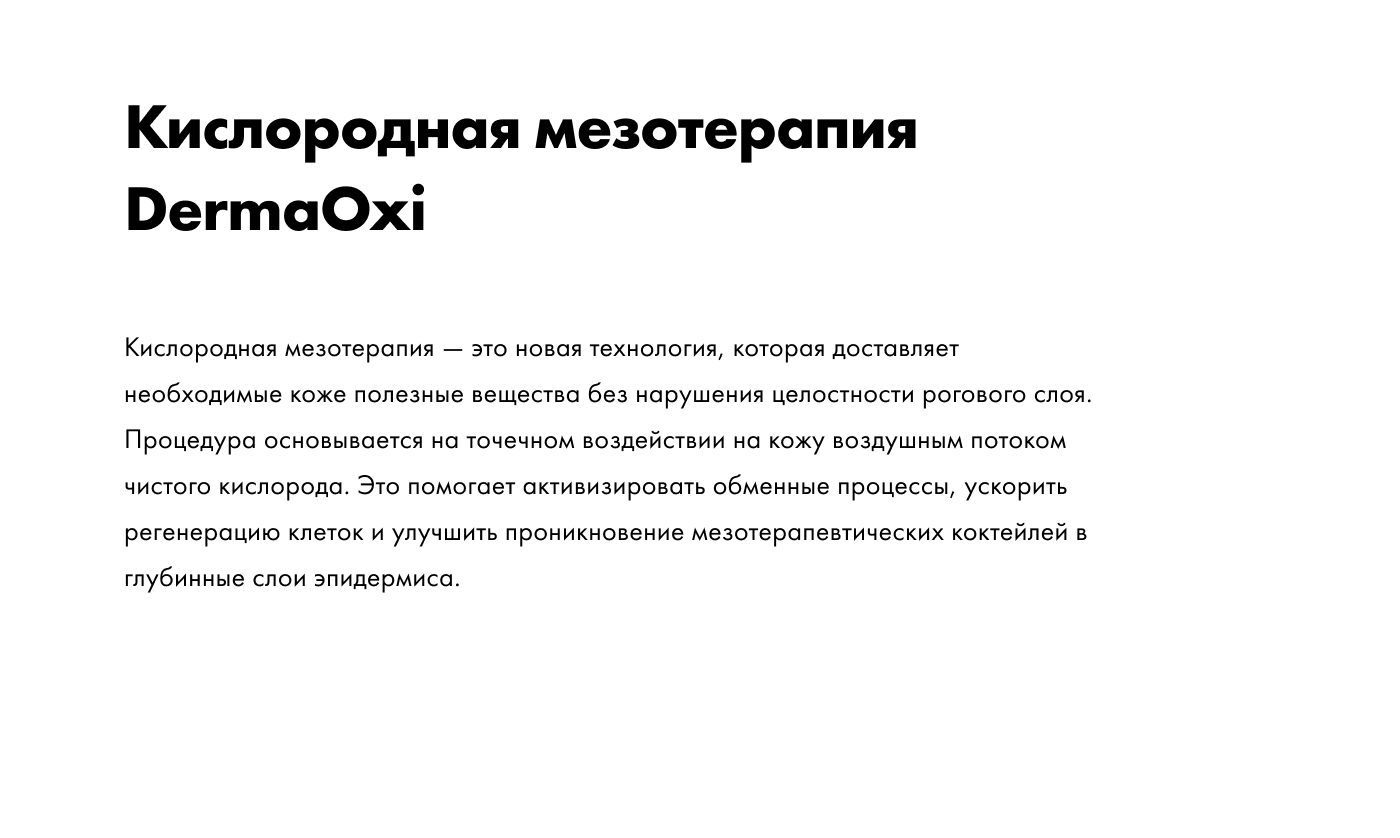 Кислородная мезотерапия
DermaOxi
Кислородная мезотерапия — это новая технология, которая доставляет
необходимые коже полезные вещества без нарушения целостности рогового слоя.
Процедура основывается на точечном воздействии на кожу воздушным потоком
чистого кислорода. Это помогает активизировать обменные процессы, ускорить
регенерацию клеток и улучшить проникновение мезотерапевтических коктейлей в
глубинные слои эпидермиса.